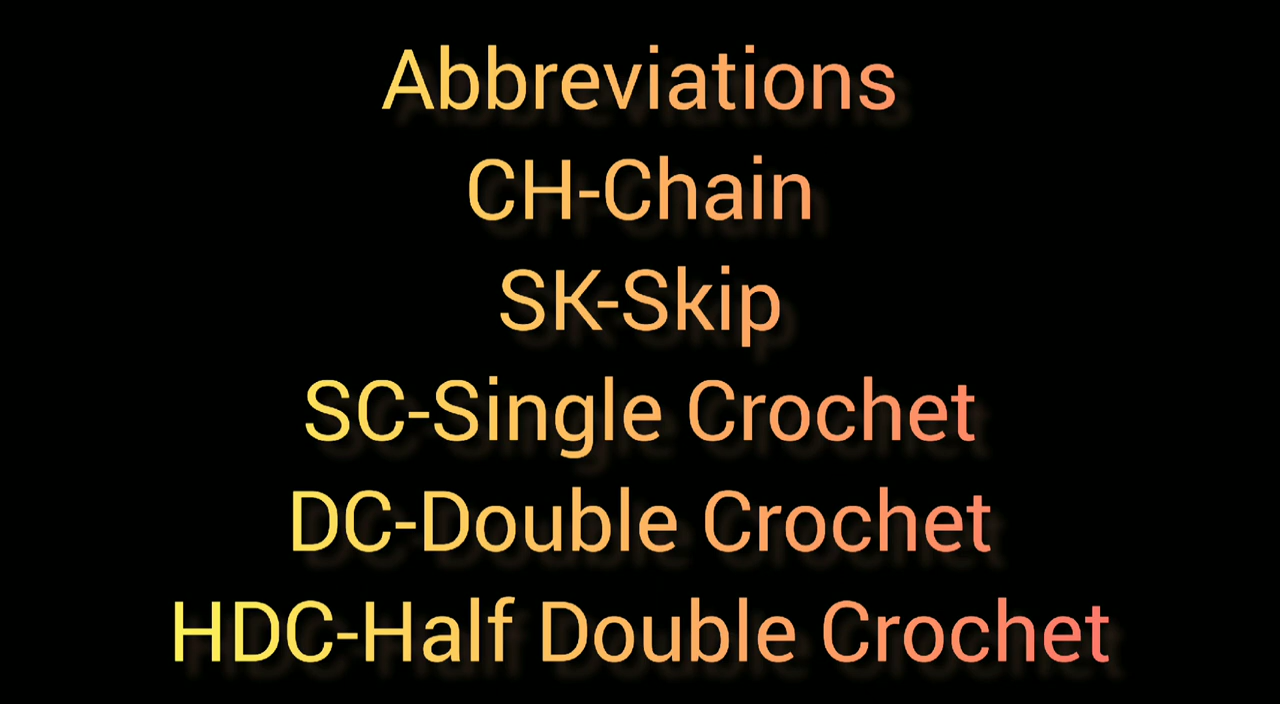 Abbreviations
CH-Chain
SK-Skip
SC-Single Crochet
DC-Double Crochet
HDC-Half Double Crochet